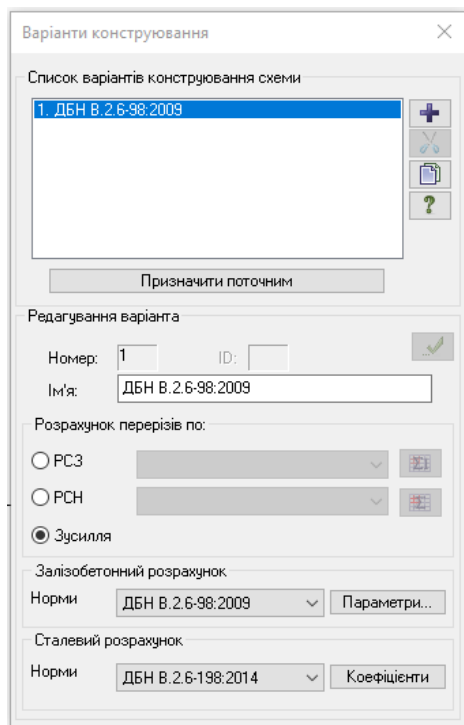 Варіанти конструювання
Список варіантів конструювання схеми
1. ДБН В.2.6-98:2009
Призначити поточним
Редагування варіанта
Номер: 1 ID:
Ім'я: ДБН В.2.6-98:2009
Розрахунок перерізів по:
РСЗ
РСН
Зусилля
Залізобетонний розрахунок
Норми ДБН В.2.6-98:2009 Параметри...
Сталевий розрахунок
Норми ДБН В.2.6-198:2014 Коефіцієнти